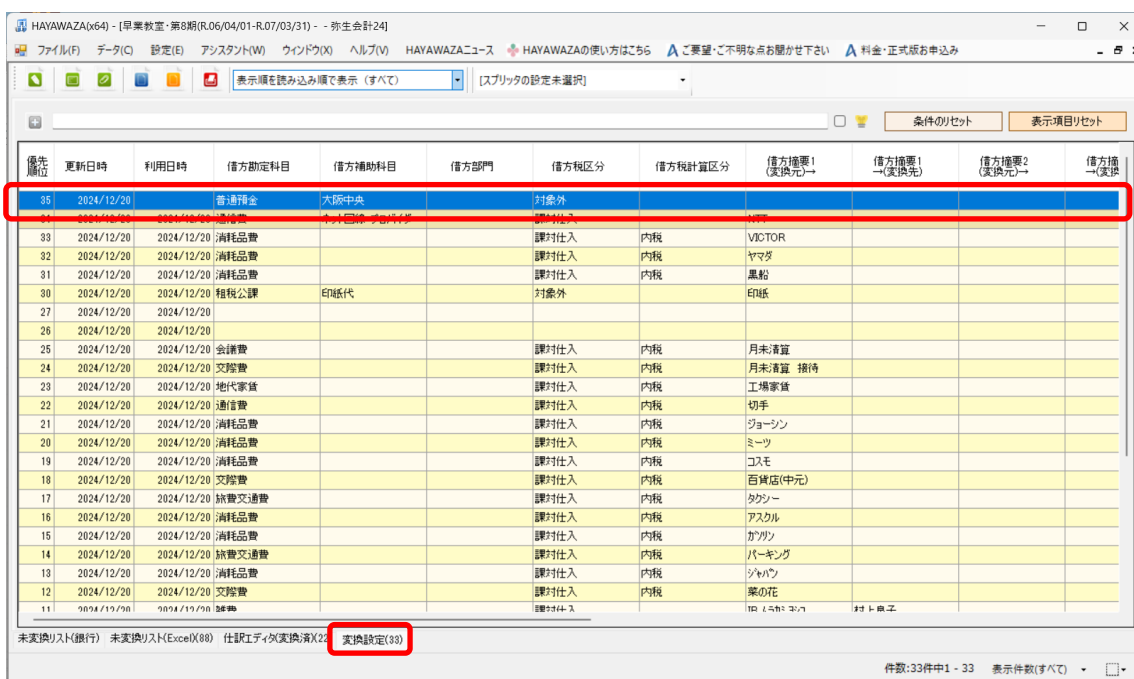 HAYAWAZA(x64) - [早業教室・第8期(R.06/04/01-R.07/03/31) - - 弥生会計24]
ファイル(F) データ(C) 設定(E) アシスタント(W) ウィンドウ(X) ヘルプ(V) HAYAWAZAニュース HAYAWAZAの使い方はこちら ご要望・ご不明な点お聞かせ下さい 料金・正式版お申込み
表示順を読み込み順で表示 (すべて) [スプリッタの設定未選択]
条件のリセット 表示項目リセット
優先順位 更新日時 利用日時 借方勘定科目 借方補助科目 借方部門 借方税区分 借方税計算区分 借方摘要1(変換元)→ 借方摘要1→(変換先) 借方摘要2(変換元)→ 借方摘
→(変換
35 2024/12/20 普通預金 大阪中央 対象外
33 2024/12/20 2024/12/20 消耗品費 課対仕入 内税 VICTOR
32 2024/12/20 2024/12/20 消耗品費 課対仕入 内税 ヤマダ
31 2024/12/20 2024/12/20 消耗品費 課対仕入 内税 黒船
30 2024/12/20 2024/12/20 租税公課 印紙代 対象外 印紙
27 2024/12/20 2024/12/20
26 2024/12/20 2024/12/20
25 2024/12/20 2024/12/20 会議費 課対仕入 内税 月未清算
24 2024/12/20 2024/12/20 交際費 課対仕入 内税 月未清算 接待
23 2024/12/20 2024/12/20 地代家賃 課対仕入 内税 工場家賃
22 2024/12/20 2024/12/20 通信費 課対仕入 内税 切手
21 2024/12/20 2024/12/20 消耗品費 課対仕入 内税 ジョーシン
20 2024/12/20 2024/12/20 消耗品費 課対仕入 内税 ミーツ
19 2024/12/20 2024/12/20 消耗品費 課対仕入 内税 コスモ
18 2024/12/20 2024/12/20 交際費 課対仕入 内税 百貨店(中元)
17 2024/12/20 2024/12/20 旅費交通費 課対仕入 内税 タクシー
16 2024/12/20 2024/12/20 消耗品費 課対仕入 内税 アスクル
15 2024/12/20 2024/12/20 消耗品費 課対仕入 内税 ガソリン
14 2024/12/20 2024/12/20 旅費交通費 課対仕入 内税 パーキング
13 2024/12/20 2024/12/20 消耗品費 課対仕入 内税 ジャパン
12 2024/12/20 2024/12/20 交際費 課対仕入 内税 菜の花
11 2024/12/20 2024/12/20 雑費 課対仕入 村上良子
未変換リスト(銀行) 未変換リスト(Excel)(88) 仕訳エディタ(変換済)(22 変換設定(33)
件数:33件中1 - 33 表示件数(すべて)